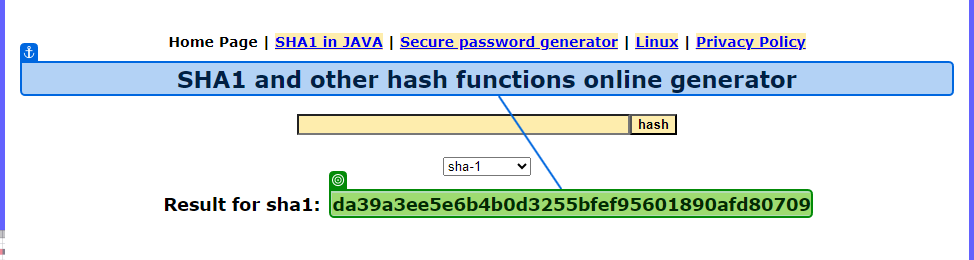 Home Page | SHA1 in JAVA | Secure password generator | Linux | Privacy Policy
SHA1 and other hash functions online generator
hash
sha-1
Result for sha1: da39a3ee5e6b4b0d3255bfef95601890afd80709